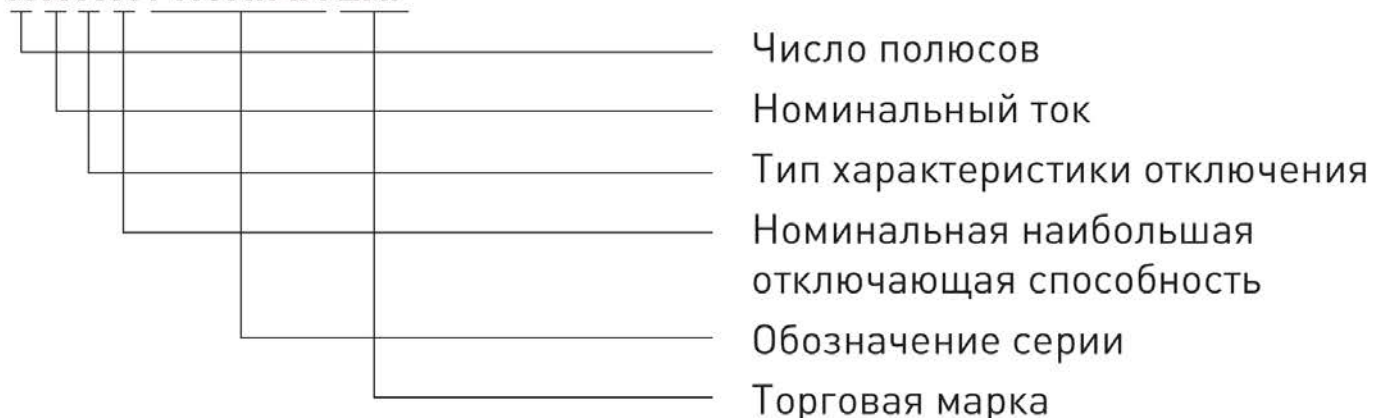 Число полюсов
Номинальный ток
Тип характеристики отключения
Номинальная наибольшая
отключающая способность
Обозначение серии
Торговая марка